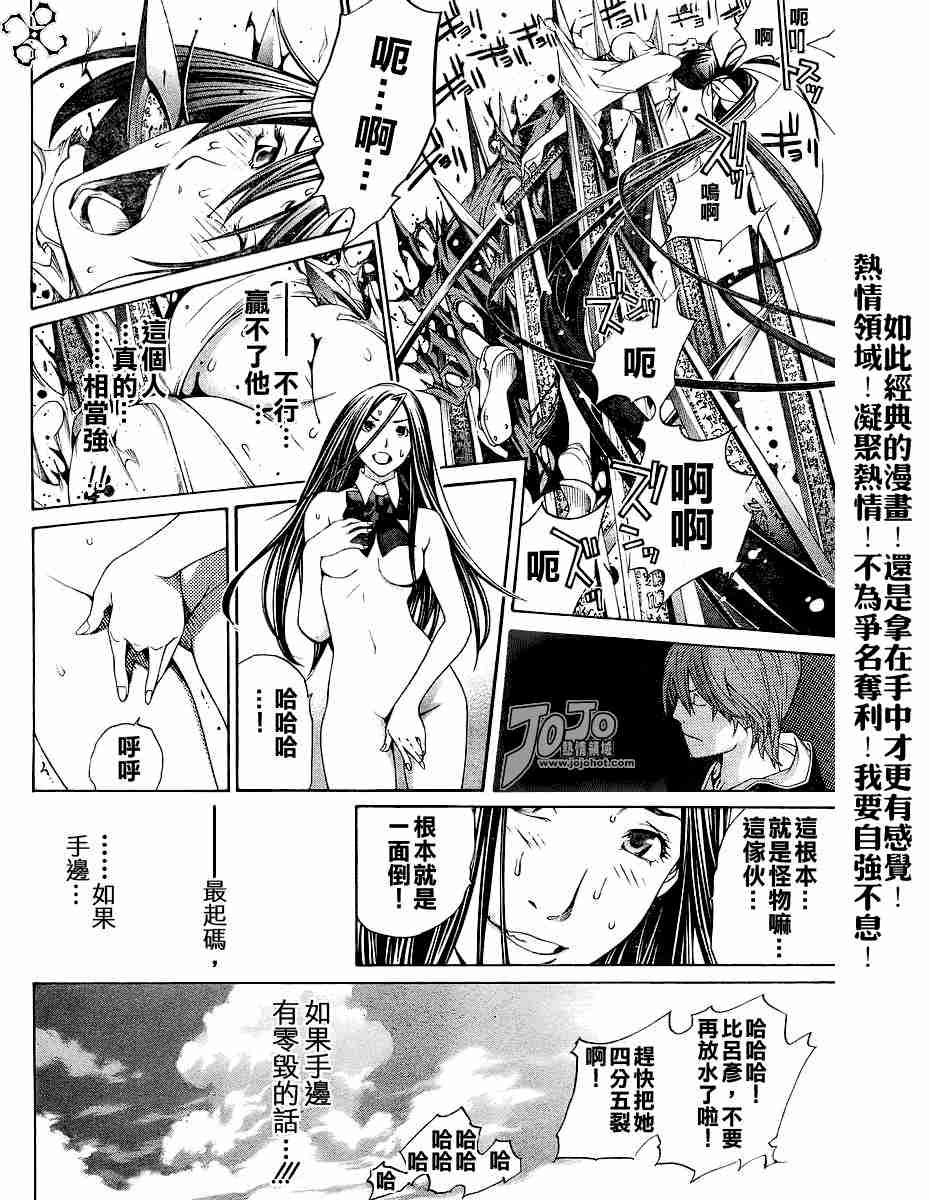 呃
啊
呃…啊…
嗚啊
呃
啊啊
呃
——不行…
贏不了他…
這個人
…真的…
……相當強!!
哈哈哈
…!
呼呼
JOJO
熱情領域
www.jojohot.com
這根本…
就是怪物嘛…
這傢伙…
根本就是
一面倒!
——最起碼,
……如果
手邊…
哈哈哈!
比呂彥,不要
再放水了啦!
趕快把她
四分五裂
啊!
哈哈
哈哈哈
哈
哈
如果手邊
有零毀的話…!!!
如此經典的漫畫!還是拿在手中才更有感覺!
熱情領域!凝聚熱情!不為爭名奪利!我要自強不息!